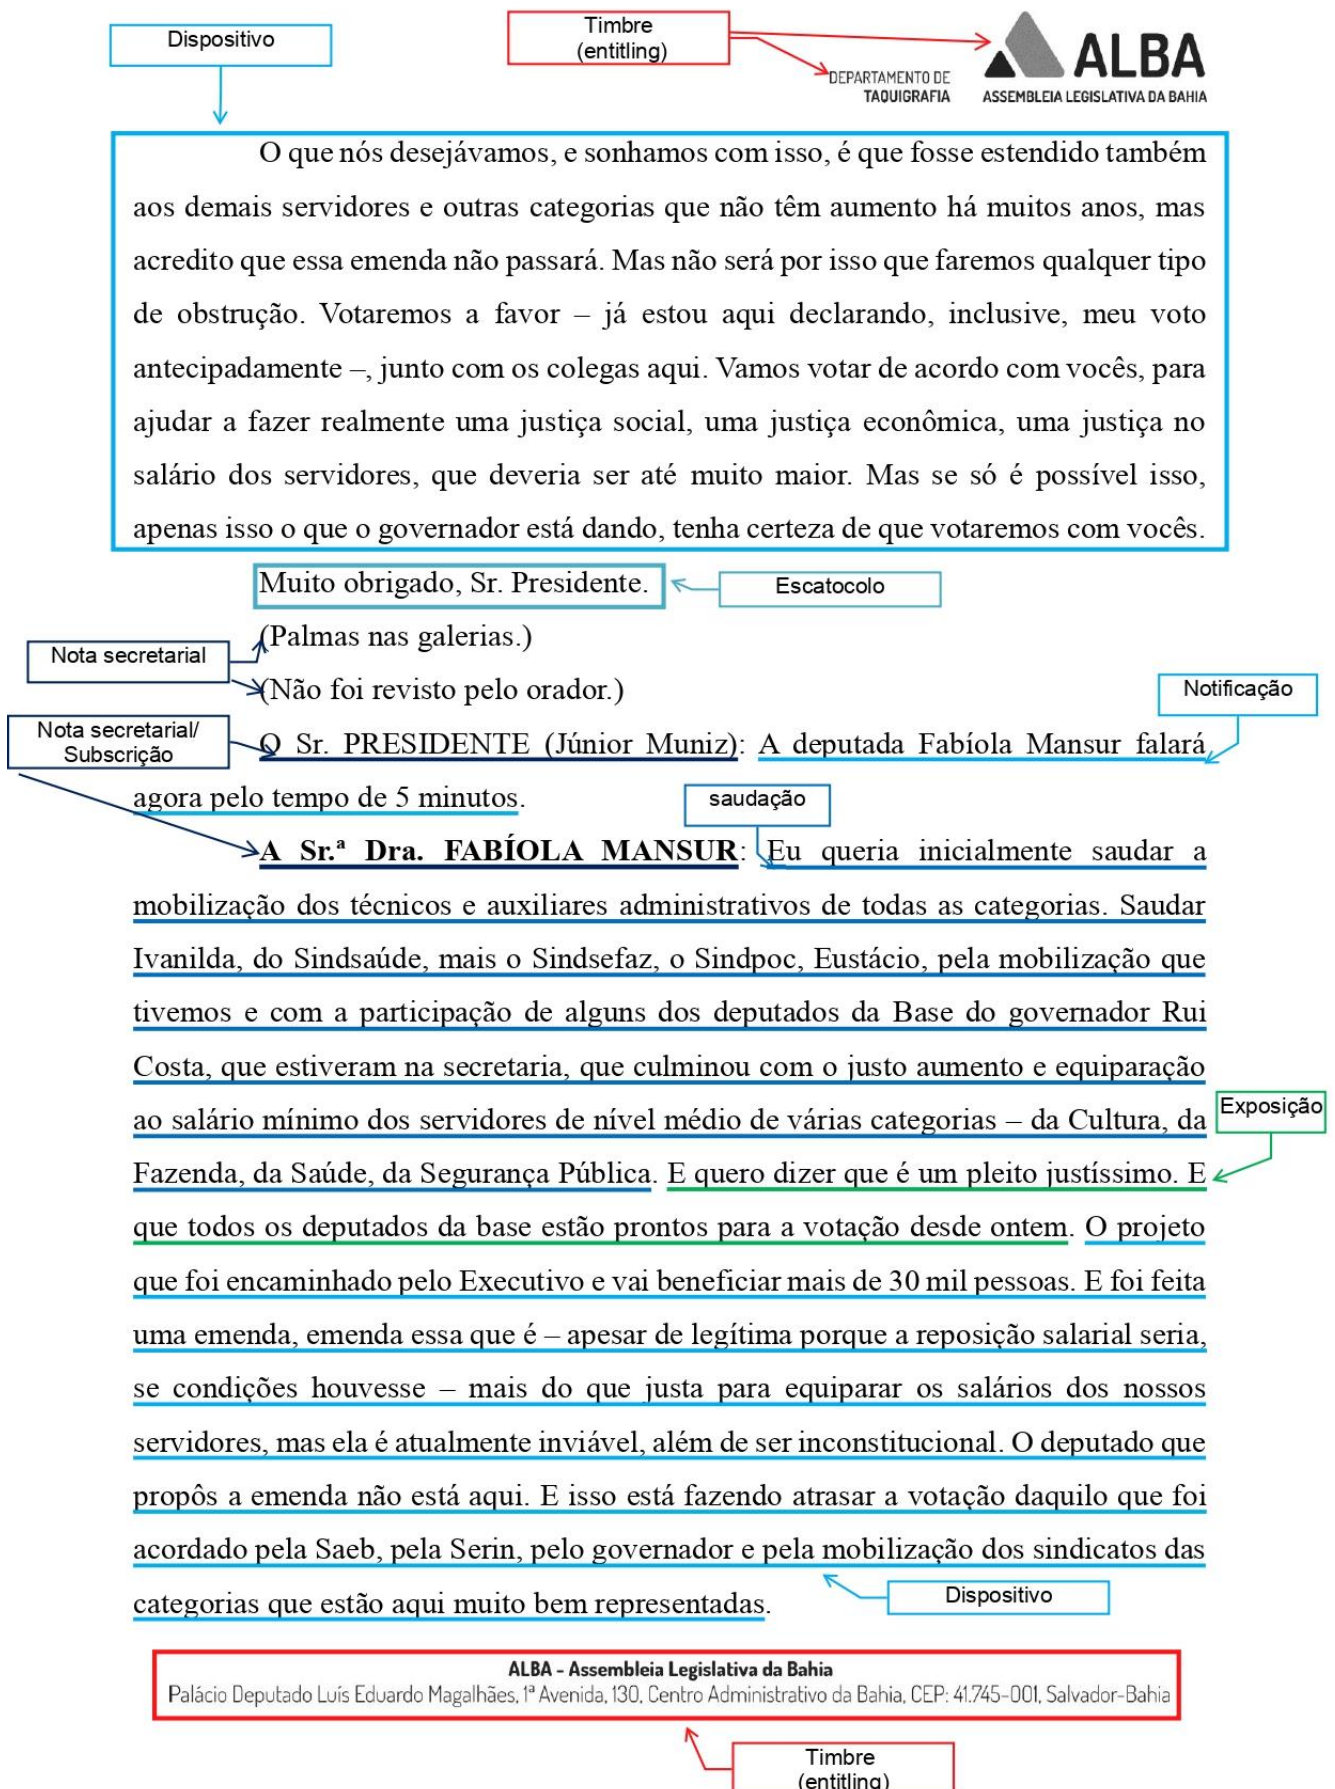 Dispositivo
Timbre
(entitling)
DEPARTAMENTO DE
TAQUIGRAFIA
ALBA
ASSEMBLEIA LEGISLATIVA DA BAHIA
O que nós desejávamos, e sonhamos com isso, é que fosse estendido também
aos demais servidores e outras categorias que não têm aumento há muitos anos, mas
acredito que essa emenda não passará. Mas não será por isso que faremos qualquer tipo
de obstrução. Votaremos a favor – já estou aqui declarando, inclusive, meu voto
antecipadamente –, junto com os colegas aqui. Vamos votar de acordo com vocês, para
ajudar a fazer realmente uma justiça social, uma justiça econômica, uma justiça no
salário dos servidores, que deveria ser até muito maior. Mas se só é possível isso,
apenas isso o que o governador está dando, tenha certeza de que votaremos com vocês.
Muito obrigado, Sr. Presidente.
Escatocolo
(Palmas nas galerias.)
Nota secretarial
(Não foi revisto pelo orador.)
Notificação
Nota secretarial/
Subscrição
O Sr. PRESIDENTE (Júnior Muniz): A deputada Fabíola Mansur falará
agora pelo tempo de 5 minutos.
saudação
A Sr.ª Dra. FABÍOLA MANSUR: Eu queria inicialmente saudar a
mobilização dos técnicos e auxiliares administrativos de todas as categorias. Saudar
Ivanilda, do Sindsaúde, mais o Sindsefaz, o Sindpoc, Eustácio, pela mobilização que
tivemos e com a participação de alguns dos deputados da Base do governador Rui
Costa, que estiveram na secretaria, que culminou com o justo aumento e equiparação
ao salário mínimo dos servidores de nível médio de várias categorias – da Cultura, da
Exposição
Fazenda, da Saúde, da Segurança Pública. E quero dizer que é um pleito justíssimo. E
que todos os deputados da base estão prontos para a votação desde ontem. O projeto
que foi encaminhado pelo Executivo e vai beneficiar mais de 30 mil pessoas. E foi feita
uma emenda, emenda essa que é – apesar de legítima porque a reposição salarial seria,
se condições houvesse – mais do que justa para equiparar os salários dos nossos
servidores, mas ela é atualmente inviável, além de ser inconstitucional. O deputado que
propôs a emenda não está aqui. E isso está fazendo atrasar a votação daquilo que foi
acordado pela Saeb, pela Serin, pelo governador e pela mobilização dos sindicatos das
categorias que estão aqui muito bem representadas.
Dispositivo
ALBA - Assembleia Legislativa da Bahia
Palácio Deputado Luís Eduardo Magalhães, 1ª Avenida, 130, Centro Administrativo da Bahia, CEP: 41.745-001, Salvador-Bahia
Timbre
(entitling)